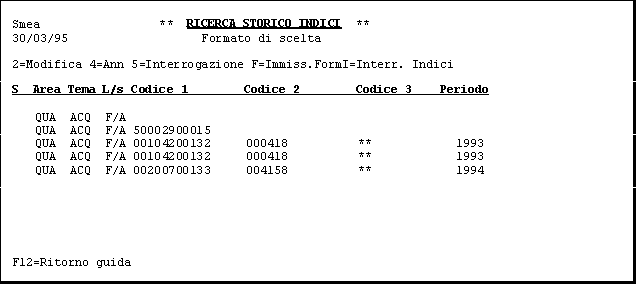 Smea ** RICERCA STORICO INDICI **
30/03/95 Formato di scelta
2=Modifica 4=Ann 5=Interrogazione F=Immiss.FormI=Interr. Indici
S Area Tema L/s Codice 1 Codice 2 Codice 3 Periodo
QUA ACQ F/A
QUA ACQ F/A 50002900015
QUA ACQ F/A 00104200132 000418 ** 1993
QUA ACQ F/A 00104200132 000418 ** 1993
QUA ACQ F/A 00200700133 004158 ** 1994
F12=Ritorno guida